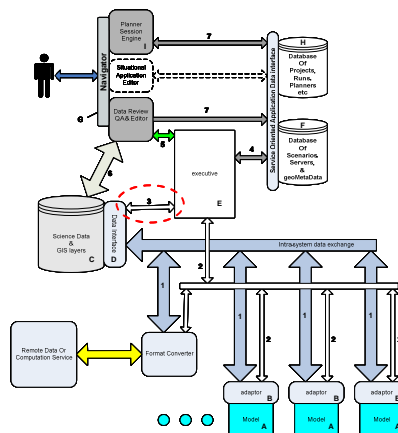 Planner
Session
Engine
I
7
H
Database
Of
Projects,
Runs,
Planners
etc
Navigator
Situational
Application
Editor
Service Oriented Application Data interface
Data Review
QA& Editor
7
G
F
Database
Of
Scenarios,
Servers,
&
geoMetaData
5
executive
4
6
E
3
Science Data
&
GIS layers
C
Data Interface
D
Intrasystem data exchange
2
1
1
1
1
2
2
2
Remote Data Or
Computation Service
Format Converter
adaptor
B
adaptor
B
adaptor
B
Model
A
Model
A
Model
A